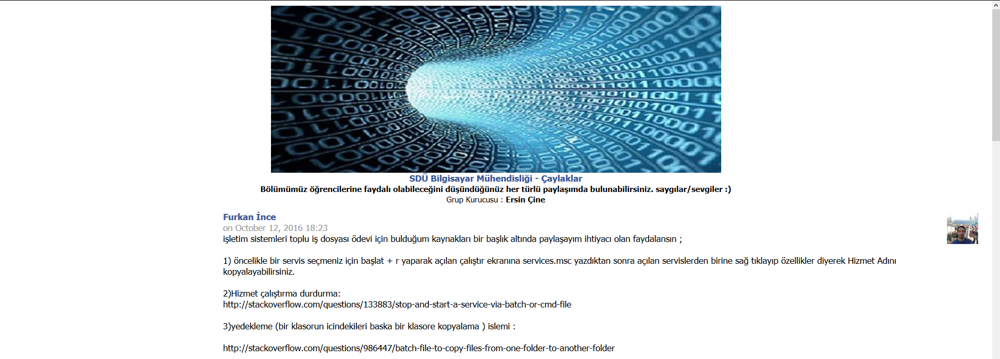 SDÜ Bilgisayar Mühendisliği - Çaylaklar
Bölümümüz öğrencilerine faydalı olabileceğini düşündüğünüz her türlü paylaşımda bulunabilirsiniz. saygılar/sevgiler :)
Grup Kurucusu : Ersin Çine
Furkan İnce
on October 12, 2016 18:23
işletim sistemleri toplu iş dosyası ödevi için bulduğum kaynakları bir başlık altında paylaşayım ihtiyacı olan faydalansın ;
1) öncelikle bir servis seçmeniz için başlat + r yaparak açılan çalıştır ekranına services.msc yazdıktan sonra açılan servislerden birine sağ tıklayıp özellikler diyerek Hizmet Adını
kopyalayabilirsiniz.
2)Hizmet çalıştırma durdurma:
http://stackoverflow.com/questions/133883/stop-and-start-a-service-via-batch-or-cmd-file
3)yedekleme (bir klasorun icindekileri baska bir klasore kopyalama ) islemi :
http://stackoverflow.com/questions/986447/batch-file-to-copy-files-from-one-folder-to-another-folder